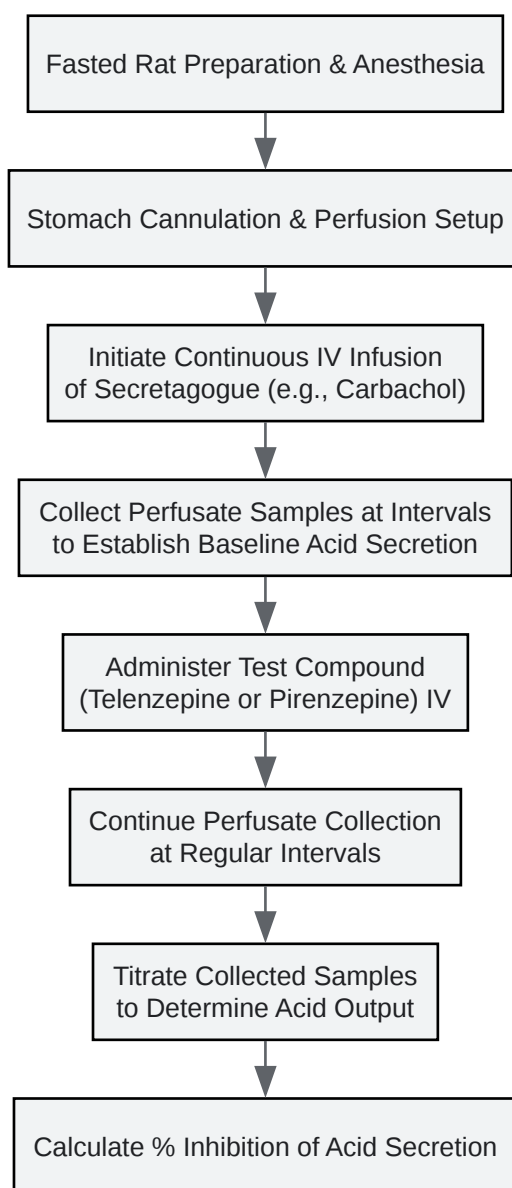 Fasted Rat Preparation & Anesthesia
Stomach Cannulation & Perfusion Setup
Initiate Continuous IV Infusion
of Secretagogue (e.g., Carbachol)
Collect Perfusate Samples at Intervals
to Establish Baseline Acid Secretion
Administer Test Compound
(Telenzepine or Pirenzepine) IV
Continue Perfusate Collection
at Regular Intervals
Titrate Collected Samples
to Determine Acid Output
Calculate % Inhibition of Acid Secretion